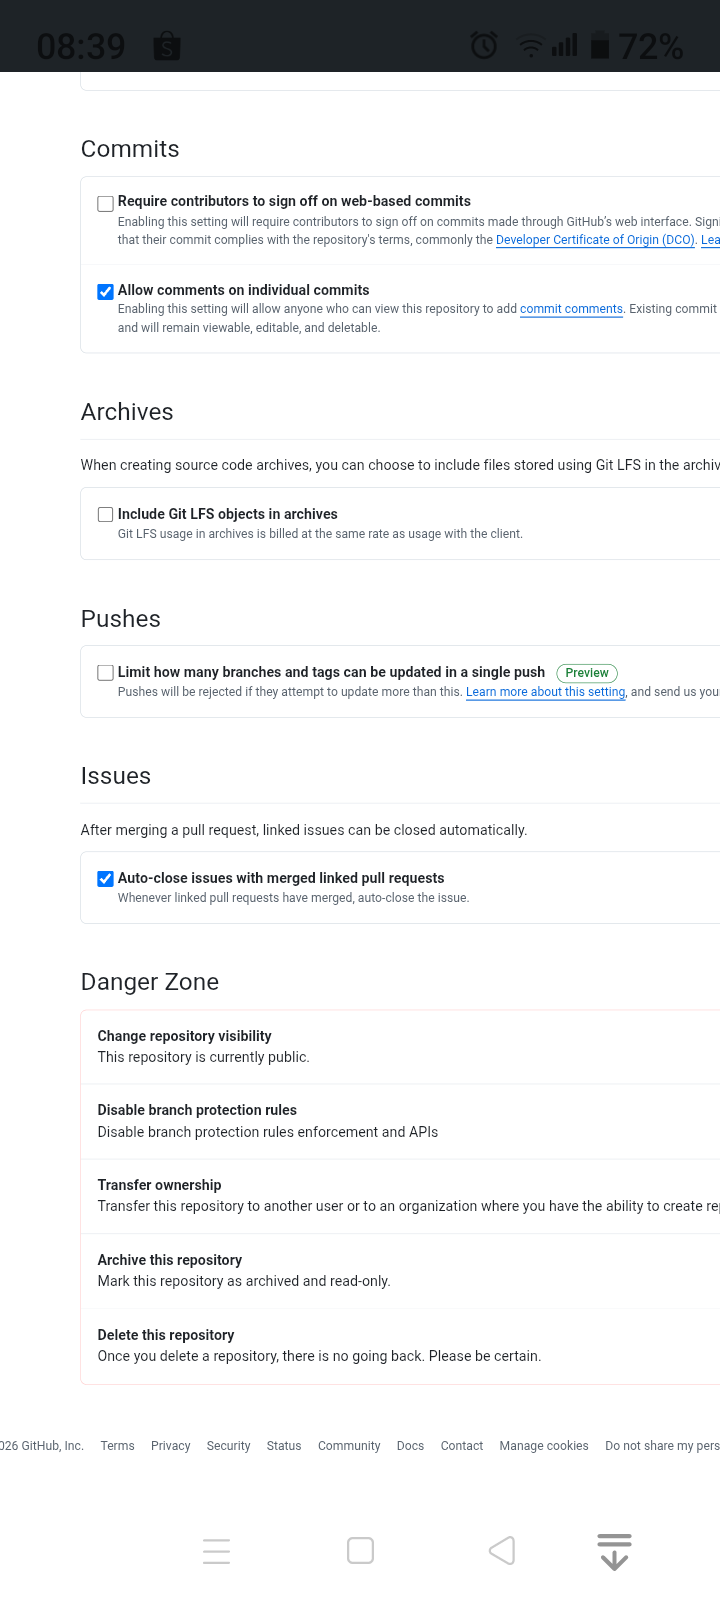 08:39
72%
Commits
Require contributors to sign off on web-based commits
Enabling this setting will require contributors to sign off on commits made through GitHub's web interface.
that their commit complies with the repository's terms, commonly the Developer Certificate of Origin (DCO).
Allow comments on individual commits
Enabling this setting will allow anyone who can view this repository to add commit comments. Existing commit
and will remain viewable, editable, and deletable.
Archives
When creating source code archives, you can choose to include files stored using Git LFS in the
Include Git LFS objects in archives
Git LFS usage in archives is billed at the same rate as usage with the client.
Pushes
Limit how many branches and tags can be updated in a single push Preview
Pushes will be rejected if they attempt to update more than this. Learn more about this setting, and send us
Issues
After merging a pull request, linked issues can be closed automatically.
Auto-close issues with merged linked pull requests
Whenever linked pull requests have merged, auto-close the issue.
Danger Zone
Change repository visibility
This repository is currently public.
Disable branch protection rules
Disable branch protection rules enforcement and APIs
Transfer ownership
Transfer this repository to another user or to an organization where you have the ability to create
Archive this repository
Mark this repository as archived and read-only.
Delete this repository
Once you delete a repository, there is no going back. Please be certain.
GitHub, Inc. Terms Privacy Security Status Community Docs Contact Manage cookies Do not share my